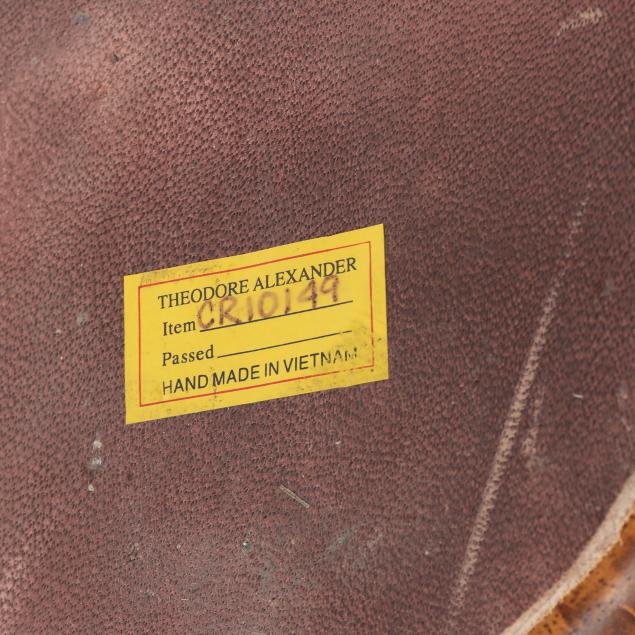 THEODORE ALEXANDER
Item CR10149
Passed
HAND MADE IN VIETNAM